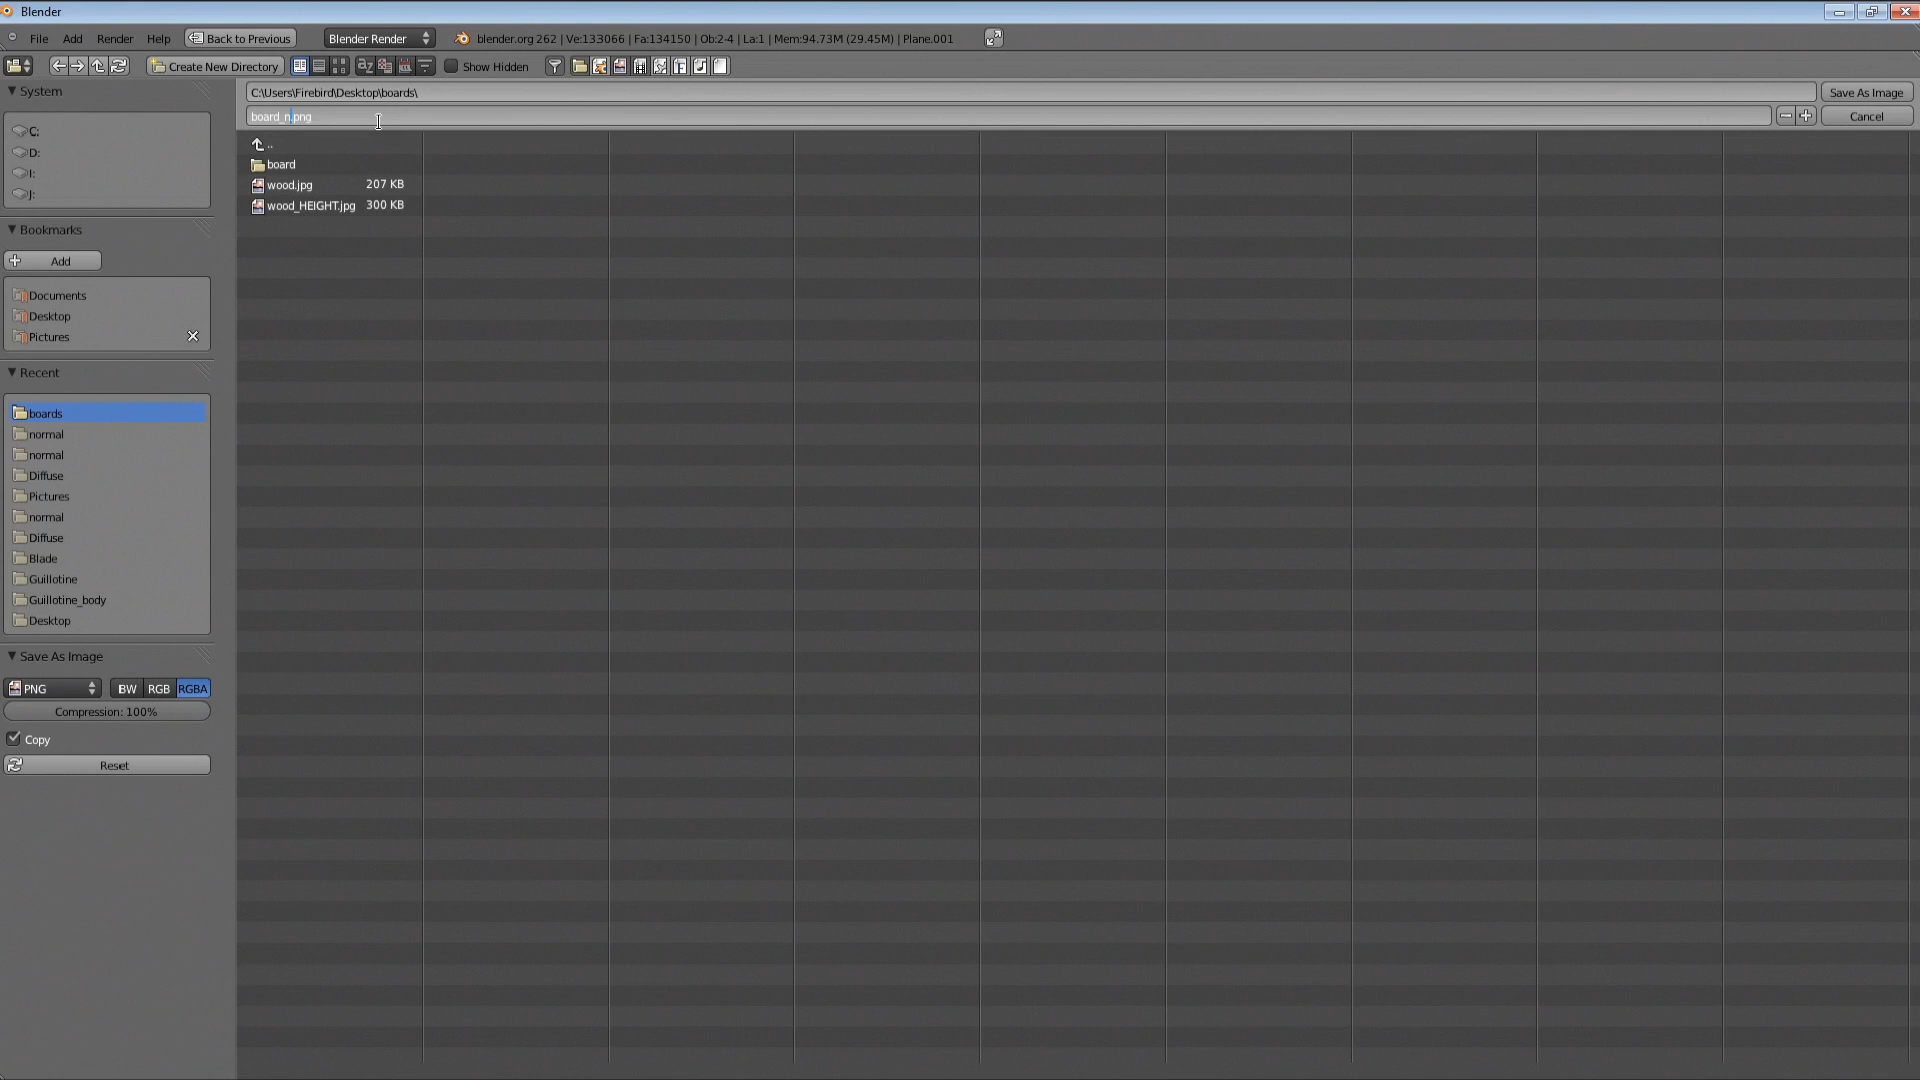 Blender
File Add Render Help Back to Previous Blender Render blender.org 262 | Ve:133066 | Fa:134150 | Ob:2-4 | La:1 | Mem:94.73M (29.45M) | Plane.001
Create New Directory Show Hidden
System
C:\Users\Firebird\Desktop\boards\ Save As Image
board_n.png Cancel
C:
D:
I:
J:
..
board
wood.jpg 207 KB
wood_HEIGHT.jpg 300 KB
Bookmarks
Add
Documents
Desktop
Pictures
Recent
boards
normal
normal
Diffuse
Pictures
normal
Diffuse
Blade
Guillotine
Guillotine_body
Desktop
Save As Image
PNG BW RGB RGBA
Compression: 100%
Copy
Reset